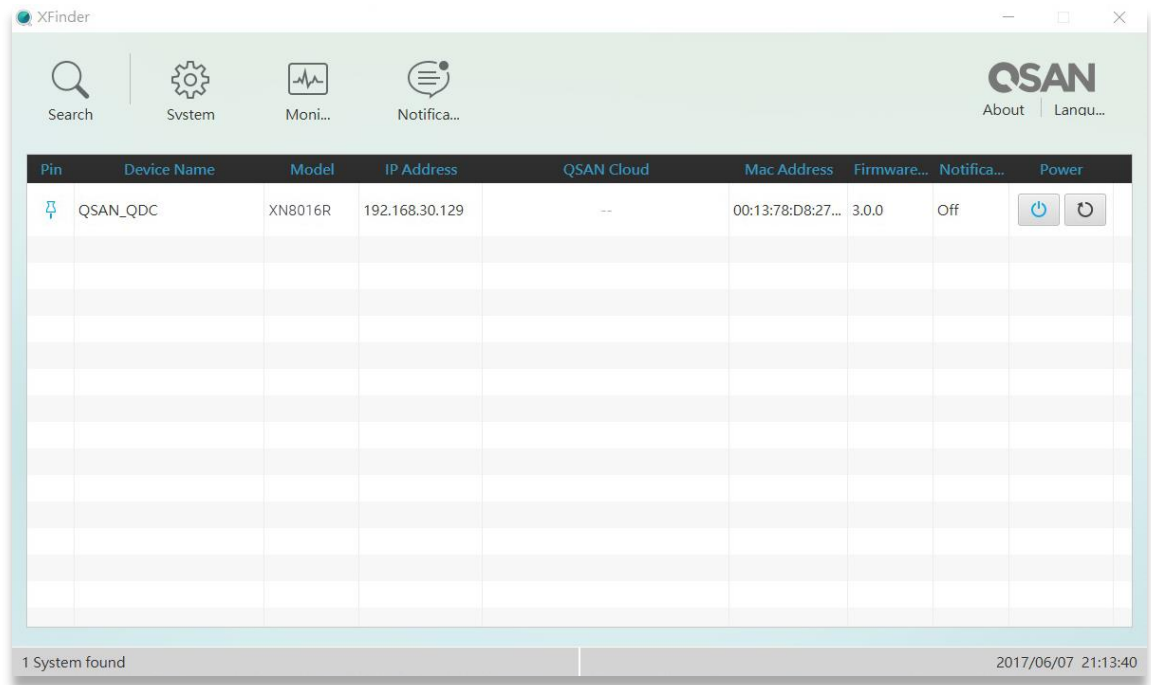 XFinder
QSAN
Search System Moni... Notifica... About Langu...
Pin Device Name Model IP Address QSAN Cloud Mac Address Firmware... Notifica... Power
QSAN_QDC XN8016R 192.168.30.129 -- 00:13:78:D8:27... 3.0.0 Off
1 System found 2017/06/07 21:13:40